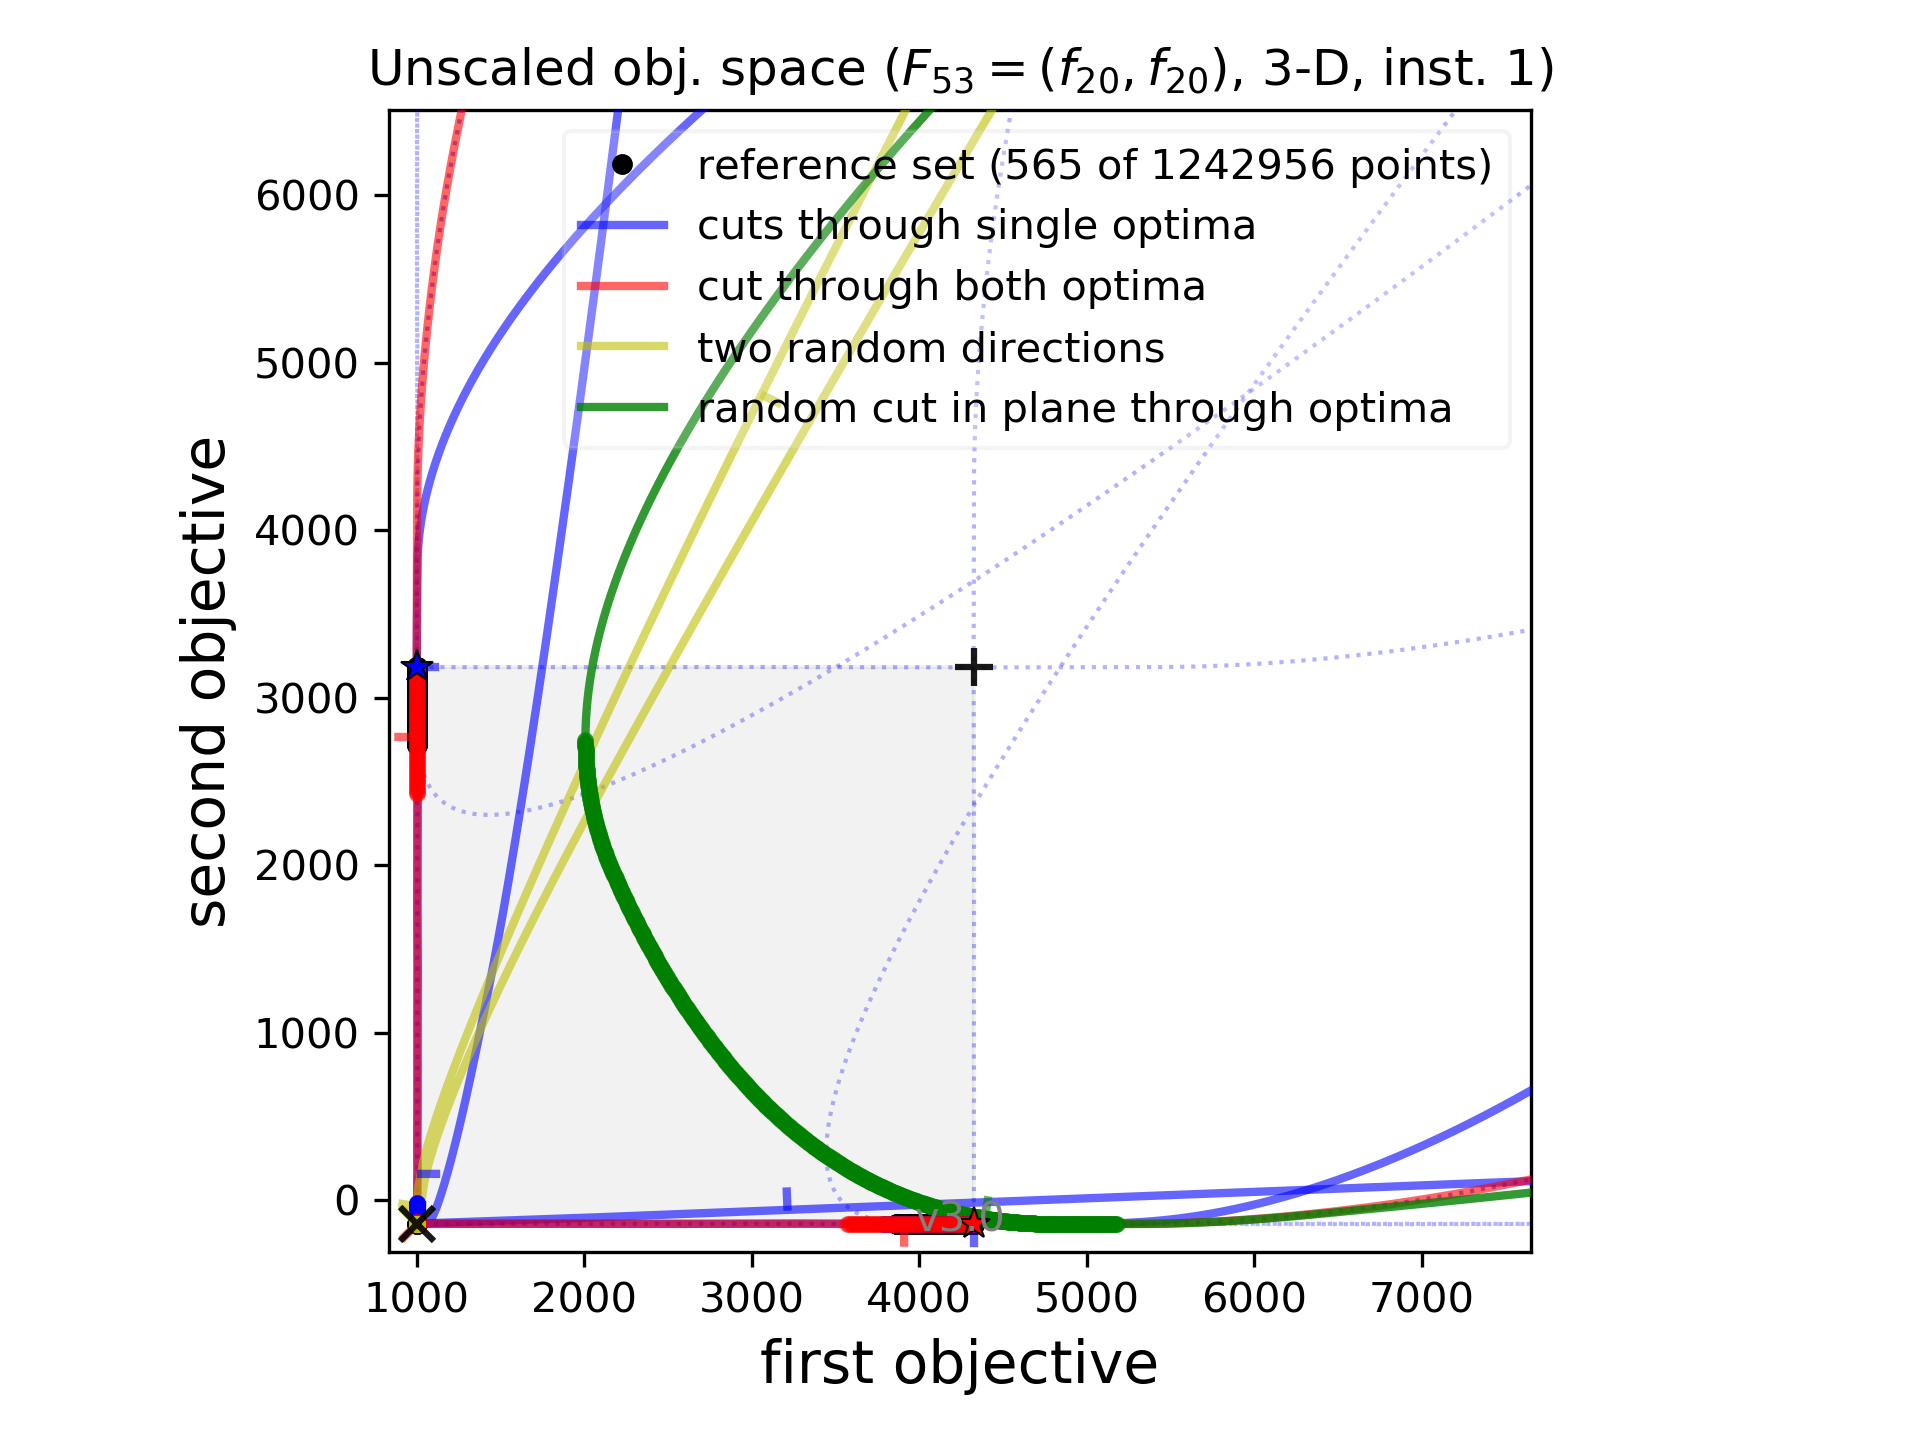 Unscaled obj. space (F53 = (f20, f20), 3-D, inst. 1)
reference set (565 of 1242956 points)
cuts through single optima
cut through both optima
two random directions
random cut in plane through optima
second objective
6000
5000
4000
3000
2000
1000
0
v3.0
1000 2000 3000 4000 5000 6000 7000
first objective